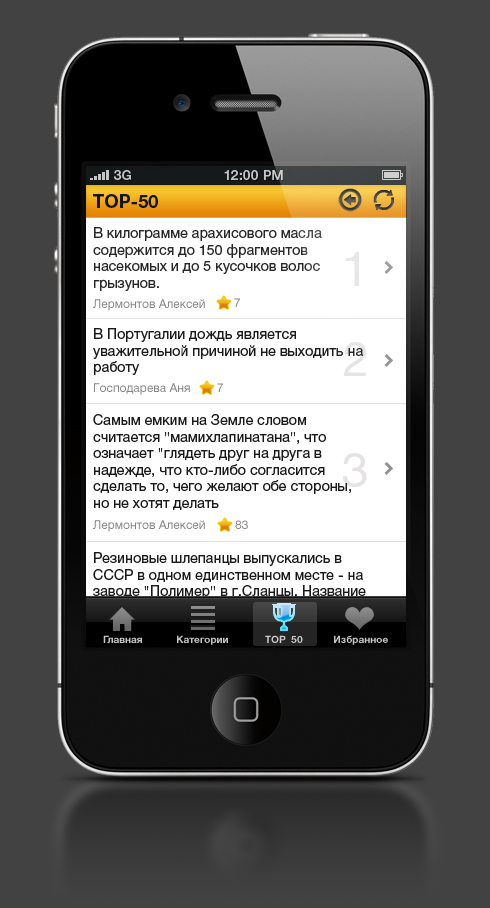 3G 12:00 PM
TOP-50
В килограмме арахисового масла
содержится до 150 фрагментов
насекомых и до 5 кусочков волос
грызунов.
1
Лермонтов Алексей 7
В Португалии дождь является
уважительной причиной не выходить на
работу
2
Господарева Аня 7
Самым емким на Земле словом
считается "мамихлапинатана", что
означает "глядеть друг на друга в
надежде, что кто-либо согласится
сделать то, чего желают обе стороны,
но не хотят делать
3
Лермонтов Алексей 83
Резиновые шлепанцы выпускались в
СССР в одном единственном месте - на
заводе "Полимер" в г.Сланцы. Название
Главная Категории TOP 50 Избранное